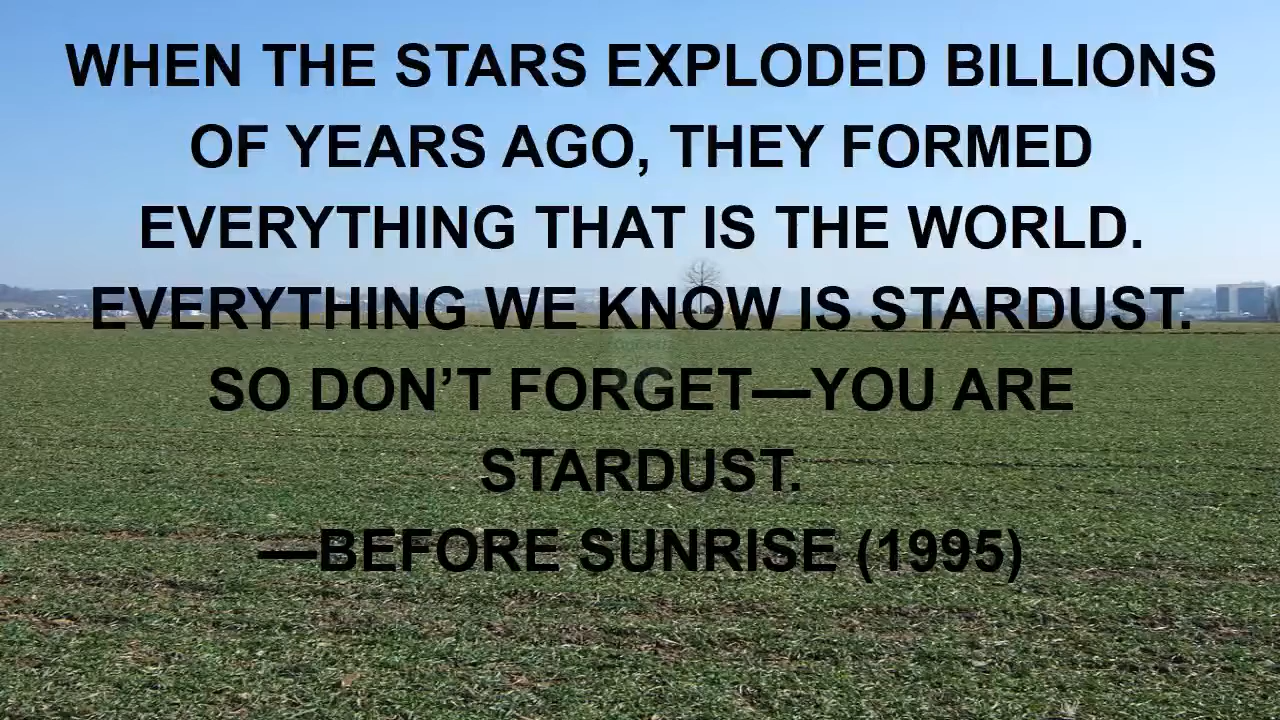 WHEN THE STARS EXPLODED BILLIONS
OF YEARS AGO, THEY FORMED
EVERYTHING THAT IS THE WORLD.
EVERYTHING WE KNOW IS STARDUST.
SO DON’T FORGET—YOU ARE
STARDUST.
—BEFORE SUNRISE (1995)